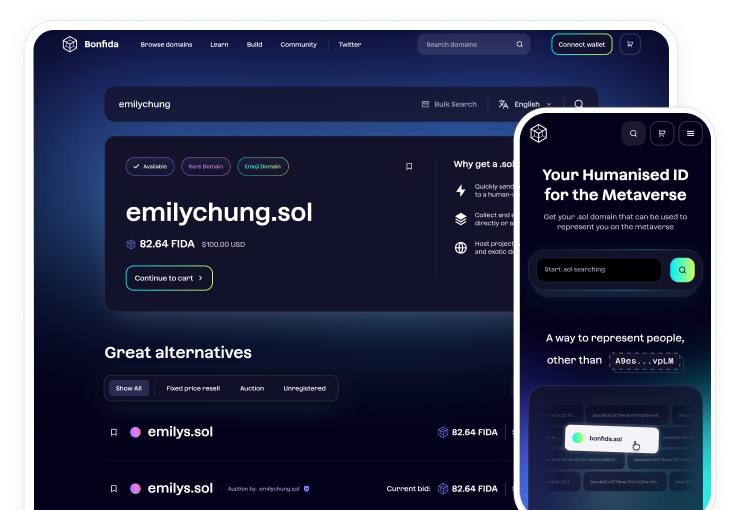 Bonfida
Browse domains
Learn
Build
Community
Twitter
Search domains
Connect wallet
emilychung
Bulk Search
English
Available
Rare Domain
Emoji Domain
emilychung.sol
82.64 FIDA
$100.00 USD
Continue to cart
Why get a .sol
Quickly send
to a human-
Collect and
directly or a
Host project
and exotic do
Great alternatives
Show All
Fixed price resell
Auction
Unregistered
emilys.sol
82.64 FIDA
emilys.sol
Auction by emilychung.sol
Current bid:
82.64 FIDA
Your Humanised ID
for the Metaverse
Get your .sol domain that can be used to
represent you on the metaverse
Start .sol searching
A way to represent people,
other than A9es...vpLM
bonfida.sol